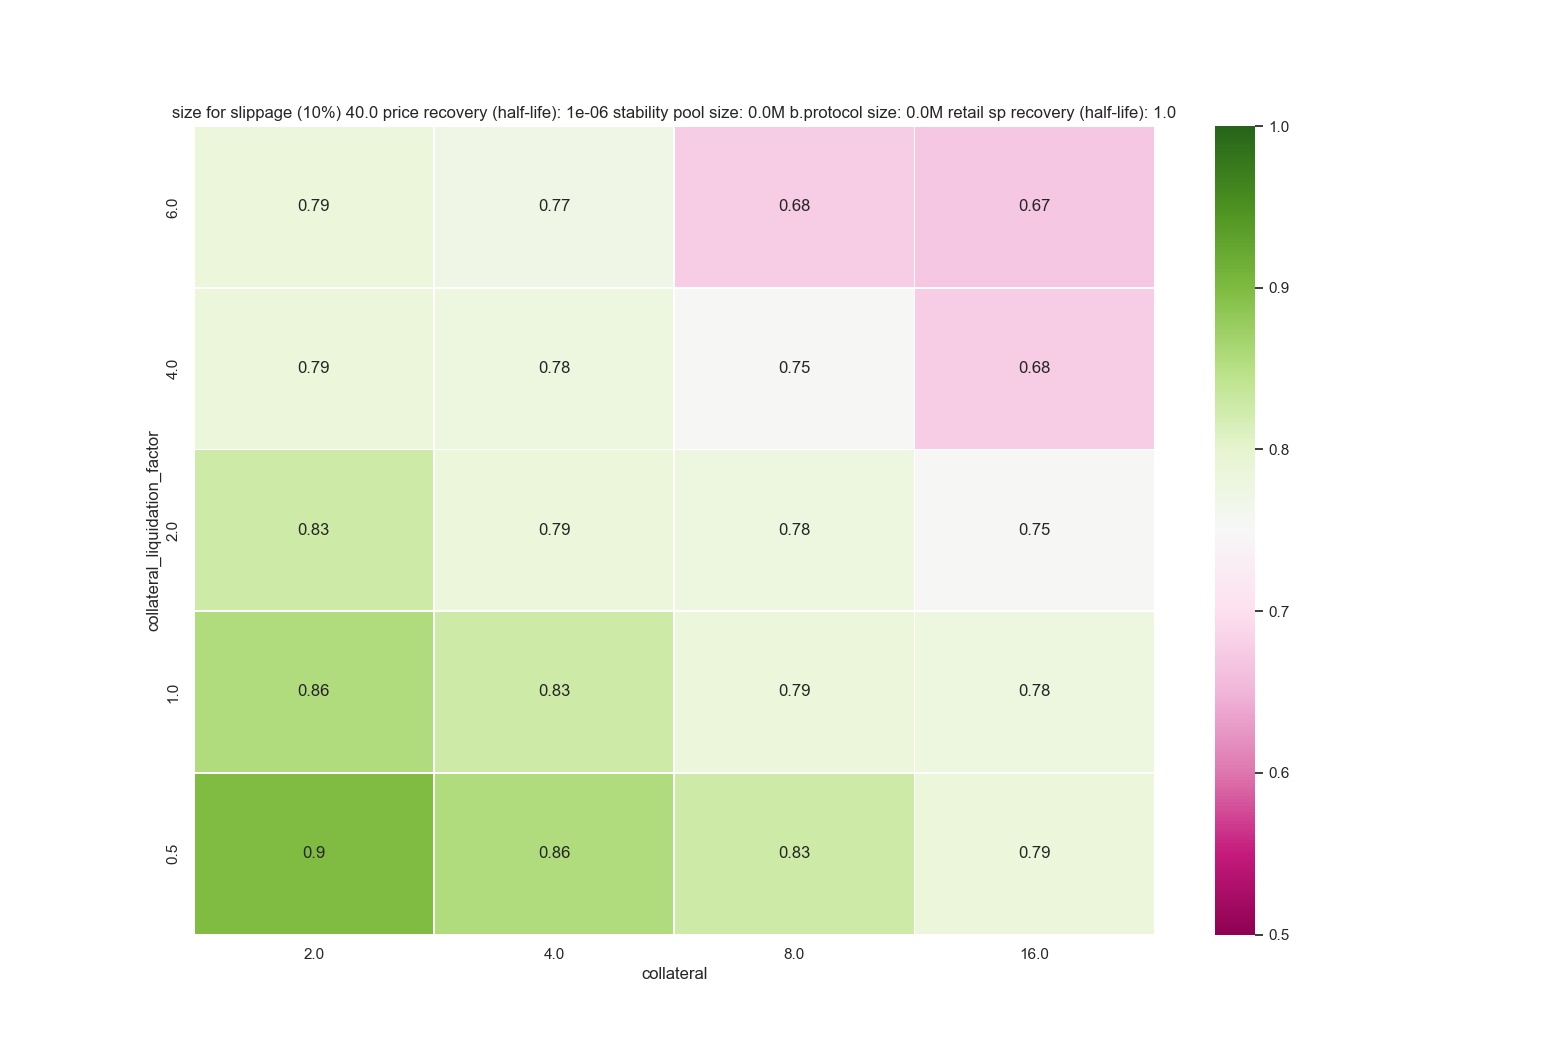 size for slippage (10%) 40.0 price recovery (half-life): 1e-06 stability pool size: 0.0M b.protocol size: 0.0M retail sp recovery (half-life): 1.0
collateral_liquidation_factor
6.0 0.79 0.77 0.68 0.67
4.0 0.79 0.78 0.75 0.68
2.0 0.83 0.79 0.78 0.75
1.0 0.86 0.83 0.79 0.78
0.5 0.9 0.86 0.83 0.79
2.0 4.0 8.0 16.0
collateral
1.0
0.9
0.8
0.7
0.6
0.5